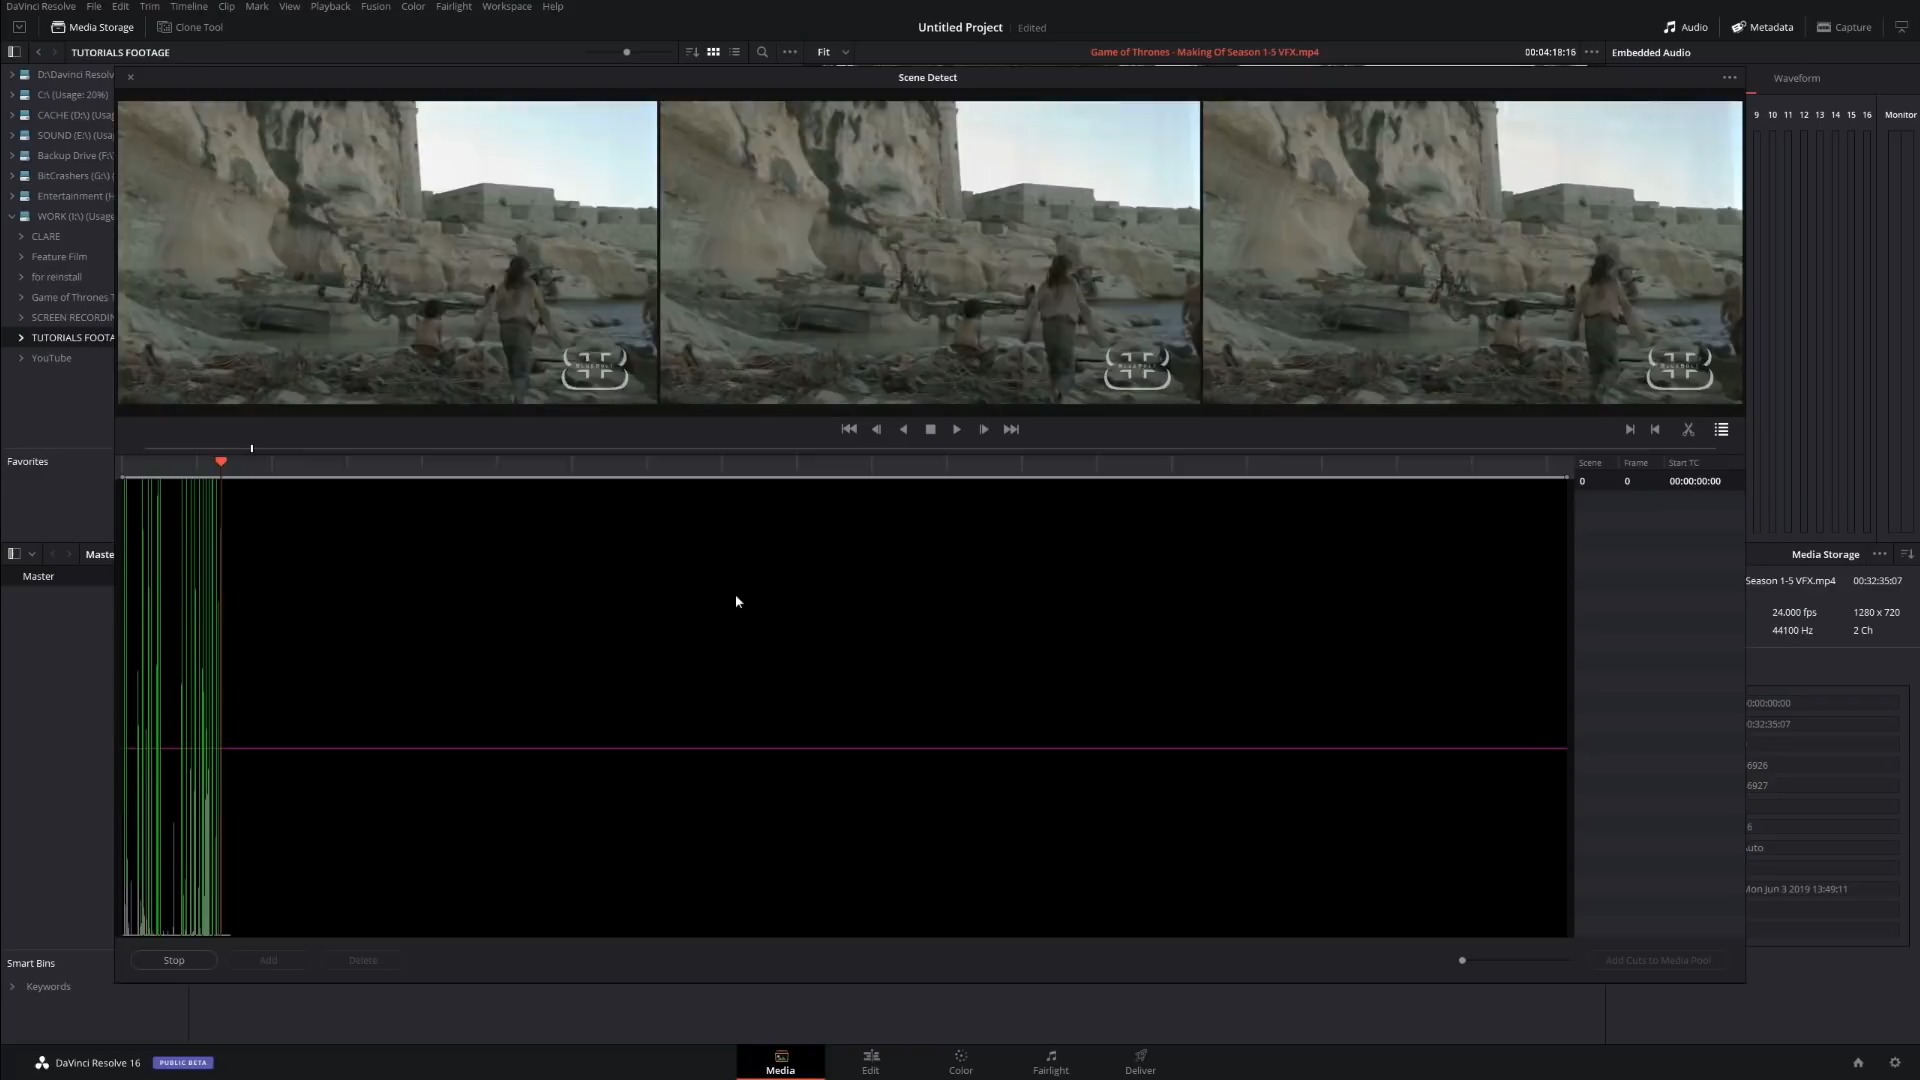 DaVinci Resolve File Edit Trim Timeline Clip Mark View Playback Fusion Color Fairlight Workspace Help
Media Storage Clone Tool Untitled Project Edited Audio Metadata Capture
TUTORIALS FOOTAGE Fit Game of Thrones - Making Of Season 1-5 VFX.mp4 00:04:18:16 Embedded Audio
Scene Detect Waveform
D:\Davinci Resolv
C:\ (Usage: 20%)
CACHE (D:\) (Usag
SOUND (E:\) (Usa
Backup Drive (F:\)
BitCrashers (G:\) (
Entertainment (H
WORK (I:\) (Usage
CLARE
Feature Film
for reinstall
Game of Thrones T
SCREEN RECORDIN
TUTORIALS FOOTA
YouTube
9 10 11 12 13 14 15 16 Monitor
Favorites
Scene Frame Start TC
0 0 00:00:00:00
Maste
Master
Media Storage
Season 1-5 VFX.mp4 00:32:35:07
24.000 fps 1280 x 720
44100 Hz 2 Ch
0:00:00:00
0:32:35:07
6926
6927
6
Auto
Mon Jun 3 2019 13:49:11
Stop Add Delete Add Cuts to Media Pool
Smart Bins
Keywords
DaVinci Resolve 16 PUBLIC BETA
Media Edit Color Fairlight Deliver